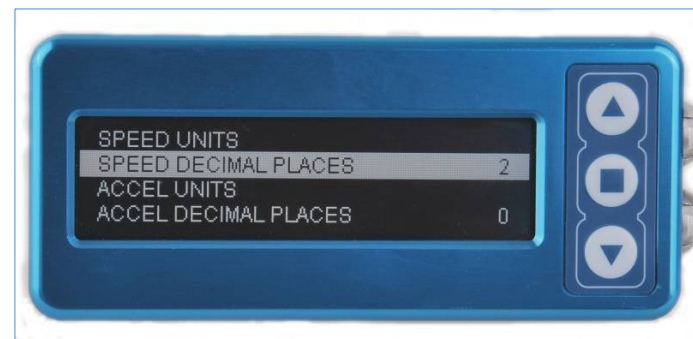 SPEED UNITS
SPEED DECIMAL PLACES 2
ACCEL UNITS
ACCEL DECIMAL PLACES 0